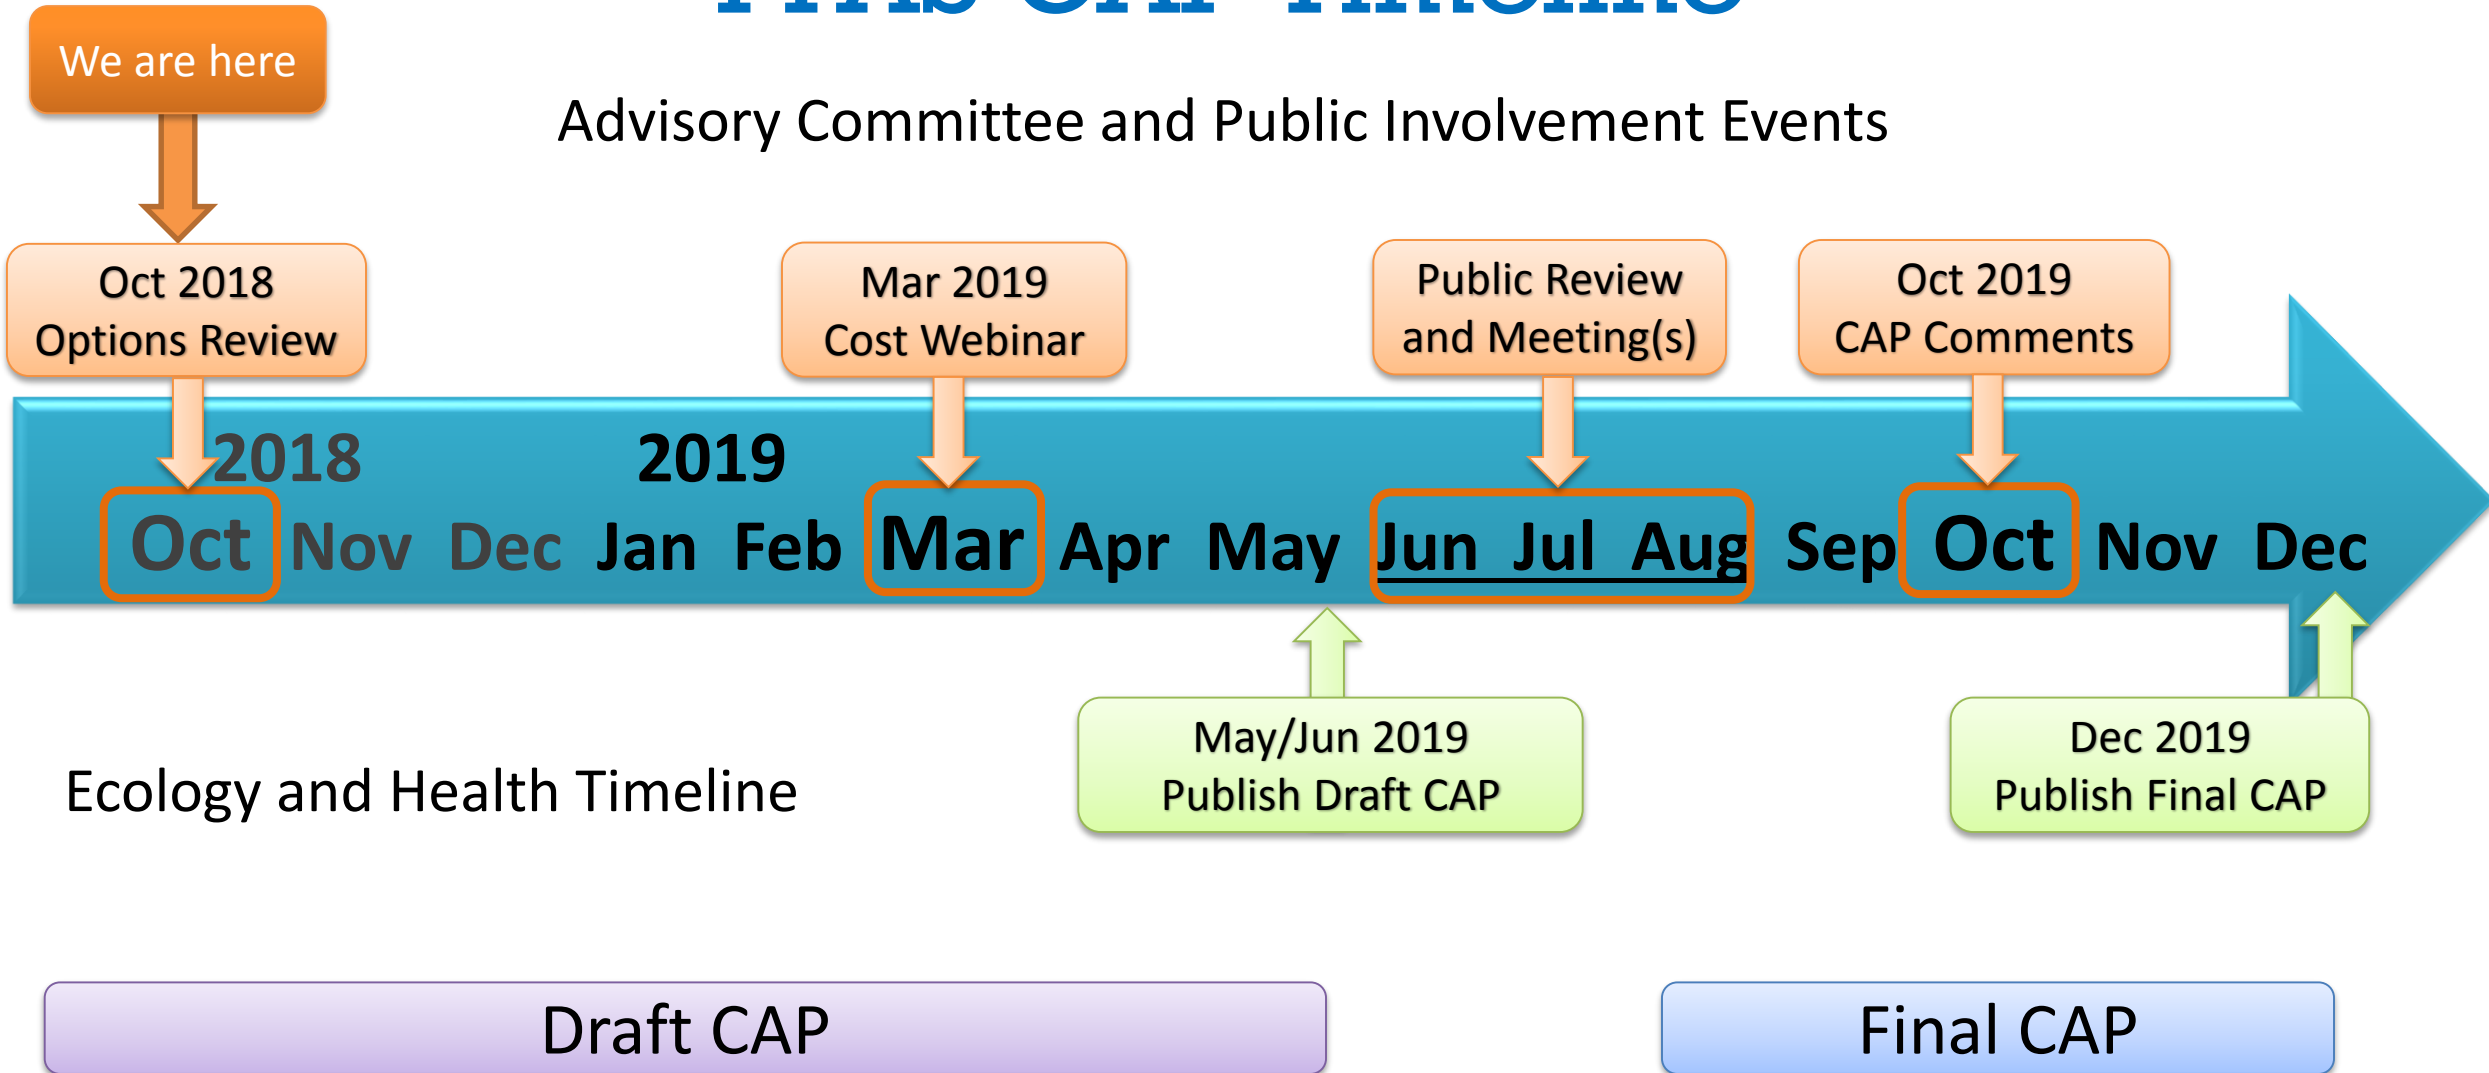 PFAS CAP Timeline
We are here
Advisory Committee and Public Involvement Events
Oct 2018
Options Review
Mar 2019
Cost Webinar
Public Review
and Meeting(s)
Oct 2019
CAP Comments
2018 2019
Oct Nov Dec Jan Feb Mar Apr May Jun Jul Aug Sep Oct Nov Dec
May/Jun 2019
Publish Draft CAP
Dec 2019
Publish Final CAP
Ecology and Health Timeline
Draft CAP
Final CAP